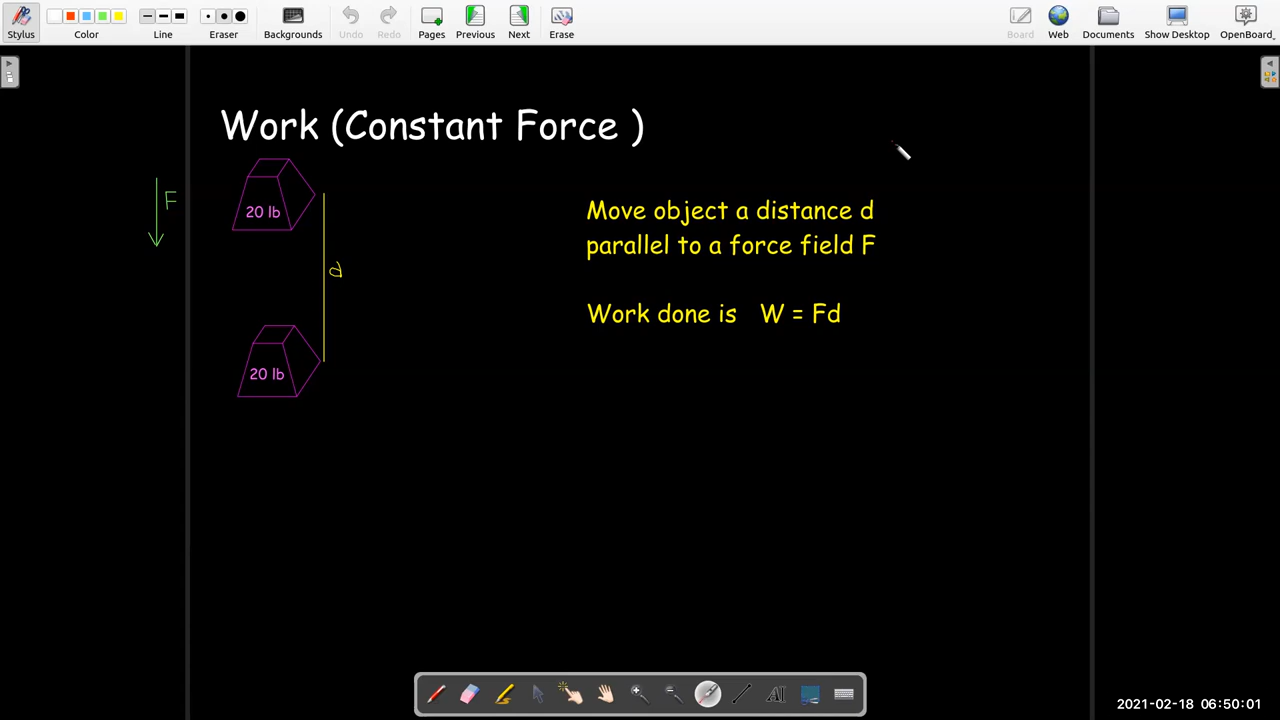 Stylus
Color
Line
Eraser
Backgrounds
Undo
Redo
Pages
Previous
Next
Erase
Board
Web
Documents
Show Desktop
OpenBoard
Work (Constant Force )
F
20 lb
d
20 lb
Move object a distance d
parallel to a force field F
Work done is W = Fd
AI
2021-02-18 06:50:01